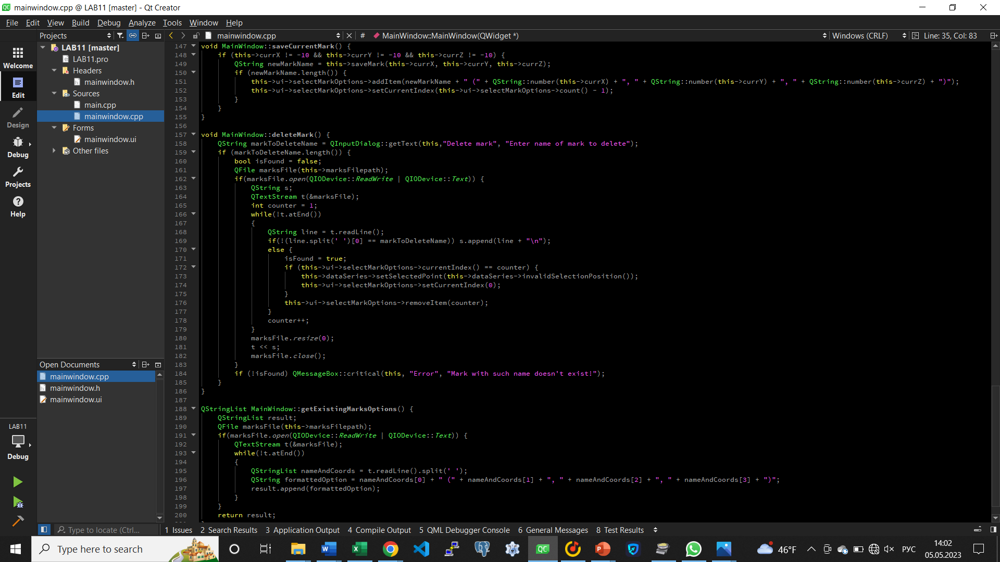 mainwindow.cpp @ LAB11 [master] - Qt Creator
File Edit View Build Debug Analyze Tools Window Help
Projects
mainwindow.cpp
# MainWindow::MainWindow(QWidget *)
Windows (CRLF)
Line: 35, Col: 83
Welcome
Edit
Design
Debug
Projects
Help
LAB11
Debug
LAB11 [master]
LAB11.pro
Headers
mainwindow.h
Sources
main.cpp
mainwindow.cpp
Forms
mainwindow.ui
Other files
Open Documents
mainwindow.cpp
mainwindow.h
mainwindow.ui
147 void MainWindow::saveCurrentMark() {
148 if (this->currX != -10 && this->currY != -10 && this->currZ != -10) {
149 QString newMarkName = this->saveMark(this->currX, this->currY, this->currZ);
150 if (newMarkName.length()) {
151 this->ui->selectMarkOptions->addItem(newMarkName + " (" + QString::number(this->currX) + ", " + QString::number(this->currY) + ", " + QString::number(this->currZ) + ")");
152 this->ui->selectMarkOptions->setCurrentIndex(this->ui->selectMarkOptions->count() - 1);
153 }
154 }
155 }
156
157 void MainWindow::deleteMark() {
158 QString markToDeleteName = QInputDialog::getText(this,"Delete mark", "Enter name of mark to delete");
159 if (markToDeleteName.length()) {
160 bool isFound = false;
161 QFile marksFile(this->marksFilepath);
162 if(marksFile.open(QIODevice::ReadWrite | QIODevice::Text)) {
163 QString s;
164 QTextStream t(&marksFile);
165 int counter = 1;
166 while(!t.atEnd())
167 {
168 QString line = t.readLine();
169 if(!(line.split(' ')[0] == markToDeleteName)) s.append(line + "\n");
170 else {
171 isFound = true;
172 if (this->ui->selectMarkOptions->currentIndex() == counter) {
173 this->dataSeries->setSelectedPoint(this->dataSeries->invalidSelectionPosition());
174 this->ui->selectMarkOptions->setCurrentIndex(0);
175 }
176 this->ui->selectMarkOptions->removeItem(counter);
177 }
178 counter++;
179 }
180 marksFile.resize(0);
181 t << s;
182 marksFile.close();
183 }
184 if (!isFound) QMessageBox::critical(this, "Error", "Mark with such name doesn't exist!");
185 }
186 }
187
188 QStringList MainWindow::getExistingMarksOptions() {
189 QStringList result;
190 QFile marksFile(this->marksFilepath);
191 if(marksFile.open(QIODevice::ReadWrite | QIODevice::Text)) {
192 QTextStream t(&marksFile);
193 while(!t.atEnd())
194 {
195 QStringList nameAndCoords = t.readLine().split(' ');
196 QString formattedOption = nameAndCoords[0] + " (" + nameAndCoords[1] + ", " + nameAndCoords[2] + ", " + nameAndCoords[3] + ")";
197 result.append(formattedOption);
198 }
199 }
200 return result;
Type to locate (Ctrl...
1 Issues 2 Search Results 3 Application Output 4 Compile Output 5 QML Debugger Console 6 General Messages 8 Test Results
Type here to search
46°F
РУС
14:02
05.05.2023